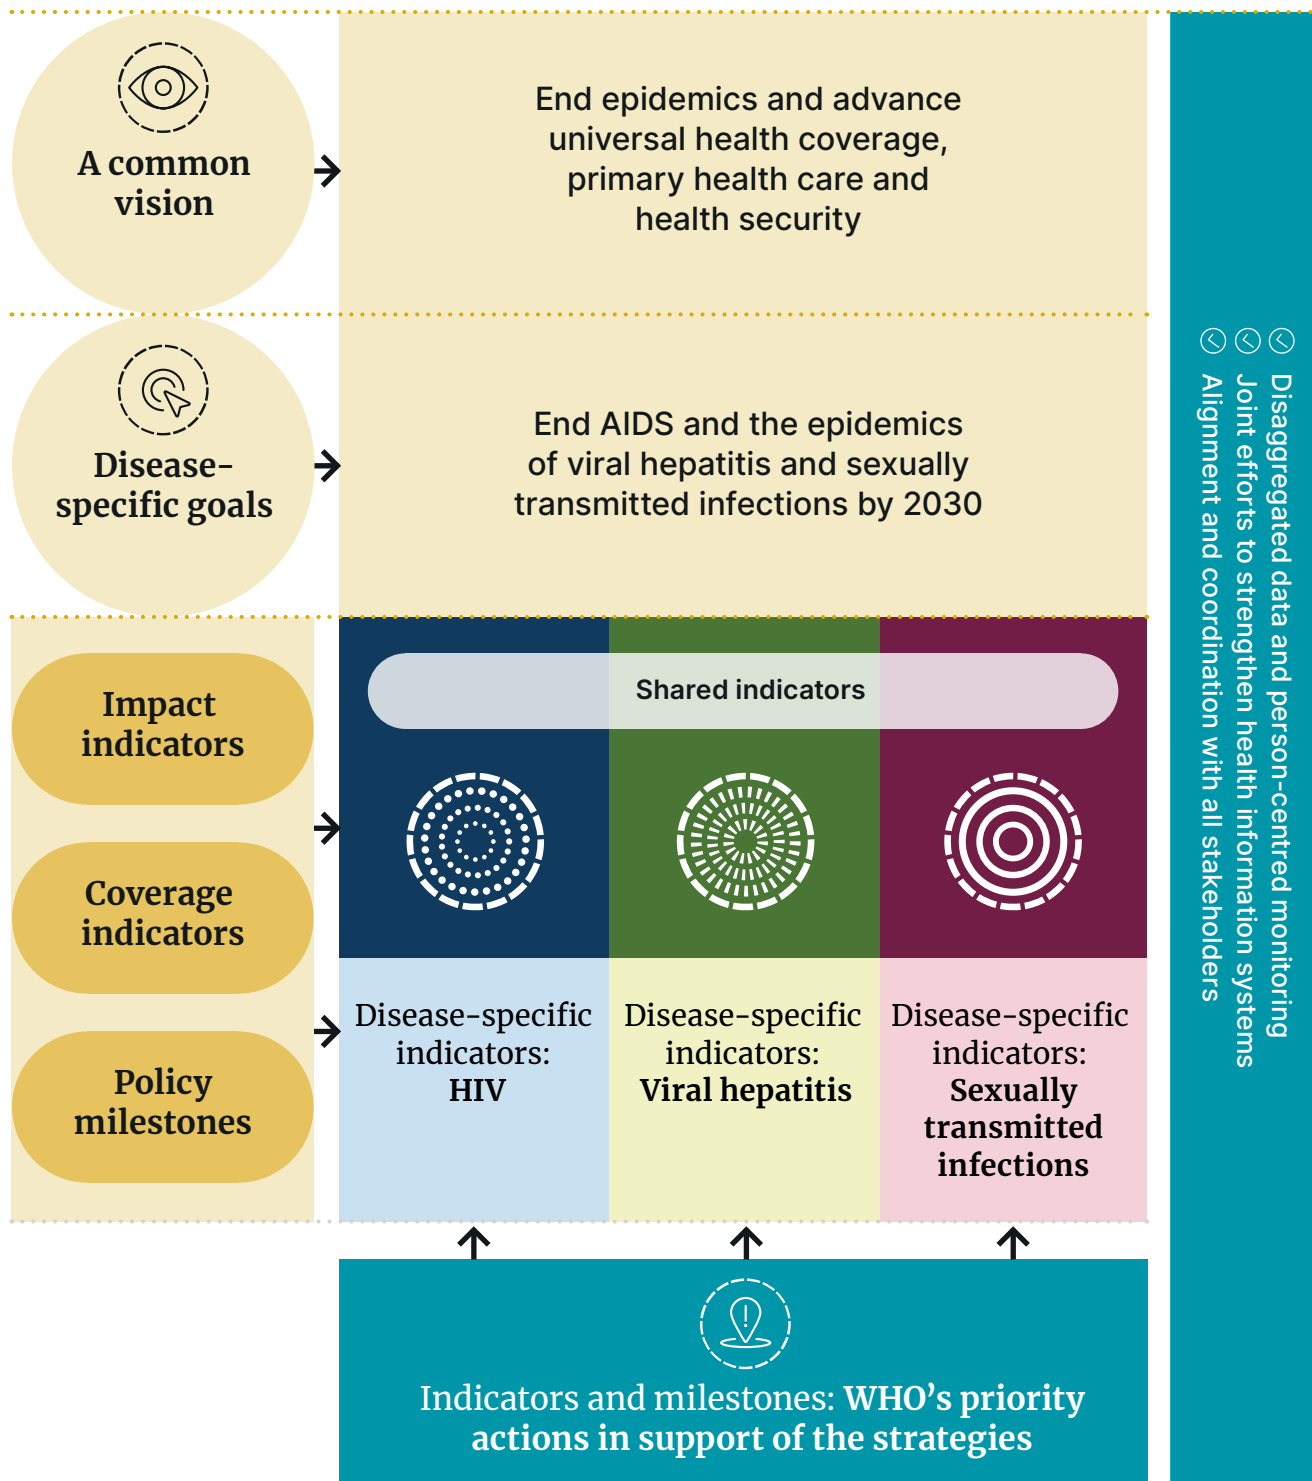 A common
vision
End epidemics and advance
universal health coverage,
primary health care and
health security
Disease-
specific goals
End AIDS and the epidemics
of viral hepatitis and sexually
transmitted infections by 2030
Impact
indicators
Coverage
indicators
Policy
milestones
Shared indicators
Disease-specific
indicators:
HIV
Disease-specific
indicators:
Viral hepatitis
Disease-specific
indicators:
Sexually
transmitted
infections
Indicators and milestones: WHO’s priority
actions in support of the strategies
Disaggregated data and person-centred monitoring
Joint efforts to strengthen health information systems
Alignment and coordination with all stakeholders